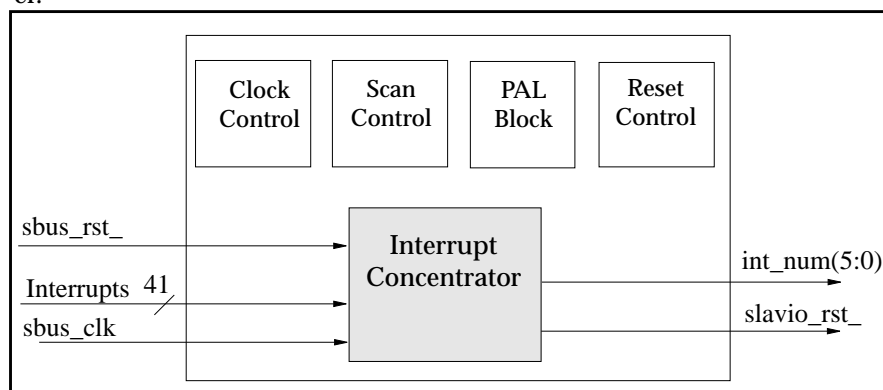 Clock
Control
Scan
Control
PAL
Block
Reset
Control
sbus_rst_
Interrupts 41
sbus_clk
Interrupt
Concentrator
int_num(5:0)
slavio_rst_